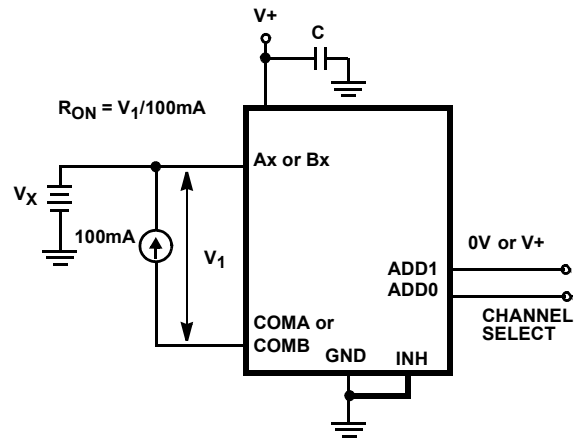 V+
C
RON = V1/100mA
Ax or Bx
VX
100mA
V1
0V or V+
ADD1
ADD0
CHANNEL
SELECT
COMA or
COMB
GND
INH